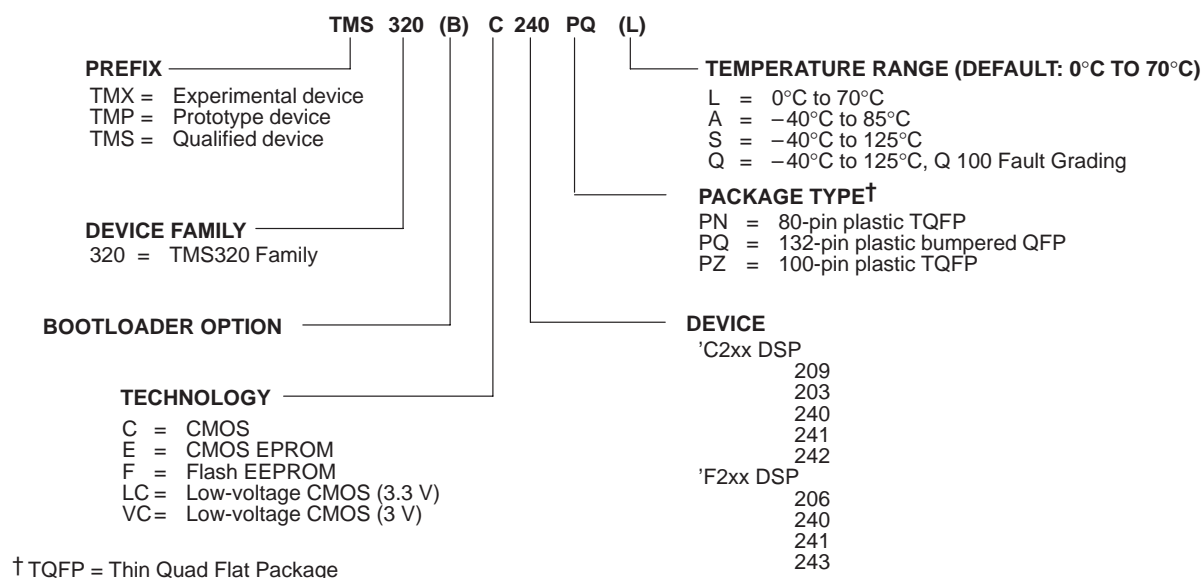 TMS 320 (B) C 240 PQ (L)
PREFIX
TMX = Experimental device
TMP = Prototype device
TMS = Qualified device
DEVICE FAMILY
320 = TMS320 Family
BOOTLOADER OPTION
TECHNOLOGY
C = CMOS
E = CMOS EPROM
F = Flash EEPROM
LC = Low-voltage CMOS (3.3 V)
VC = Low-voltage CMOS (3 V)
TEMPERATURE RANGE (DEFAULT: 0°C TO 70°C)
L = 0°C to 70°C
A = –40°C to 85°C
S = –40°C to 125°C
Q = –40°C to 125°C, Q 100 Fault Grading
PACKAGE TYPE†
PN = 80-pin plastic TQFP
PQ = 132-pin plastic bumpered QFP
PZ = 100-pin plastic TQFP
DEVICE
'C2xx DSP
209
203
240
241
242
'F2xx DSP
206
240
241
243
† TQFP = Thin Quad Flat Package